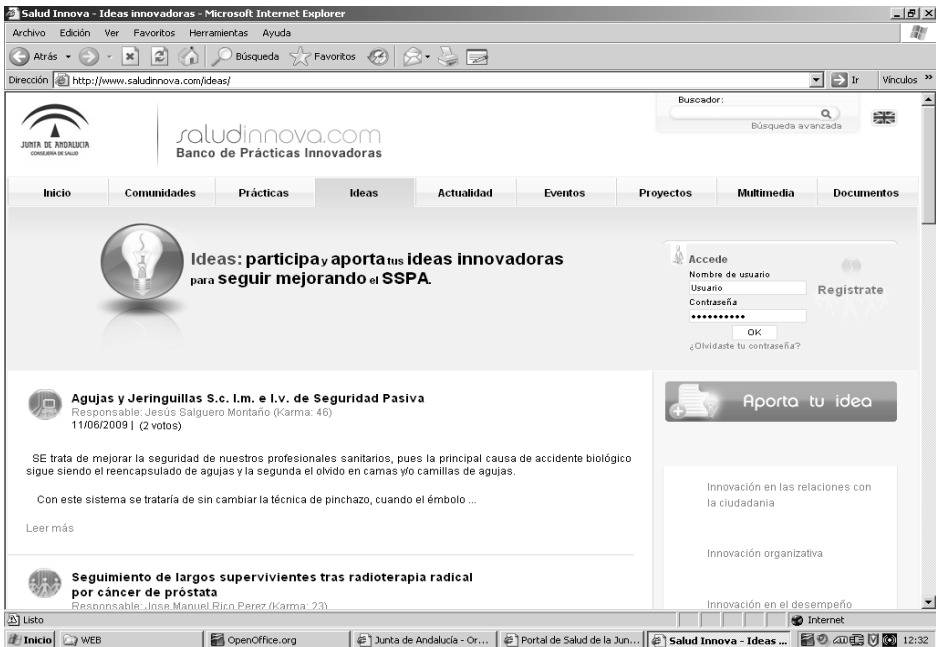 Salud Innova - Ideas innovadoras - Microsoft Internet Explorer
Archivo Edición Ver Favoritos Herramientas Ayuda
Atrás Búsqueda Favoritos
Dirección http://www.saludinnova.com/ideas/ Ir Vínculos »
Buscador:
Búsqueda avanzada
JUNTA DE ANDALUCIA
CONSEJERIA DE SALUD
saludinnova.com
Banco de Prácticas Innovadoras
Inicio Comunidades Prácticas Ideas Actualidad Eventos Proyectos Multimedia Documentos
Ideas: participa y aporta tus ideas innovadoras
para seguir mejorando el SSPA.
Accede
Nombre de usuario
Usuario
Contraseña
••••••••••
OK
¿Olvidaste tu contraseña?
Regístrate
Agujas y Jeringuillas S.c. I.m. e I.v. de Seguridad Pasiva
Responsable: Jesús Salguero Montaño (Karma: 46)
11/06/2009 | (2 votos)
SE trata de mejorar la seguridad de nuestros profesionales sanitarios, pues la principal causa de accidente biológico
sigue siendo el reencapsulado de agujas y la segunda el olvido en camas y/o camillas de agujas.
Con este sistema se trataría de sin cambiar la técnica de pinchazo, cuando el émbolo ...
Leer más
Seguimiento de largos supervivientes tras radioterapia radical
por cáncer de próstata
Responsable: Jose Manuel Rico Perez (Karma: 23)
Aporta tu idea
Innovación en las relaciones con
la ciudadania
Innovación organizativa
Innovación en el desempeño
Listo Internet
Inicio WEB OpenOffice.org Junta de Andalucía - Or... Portal de Salud de la Jun... Salud Innova - Ideas ... 12:32